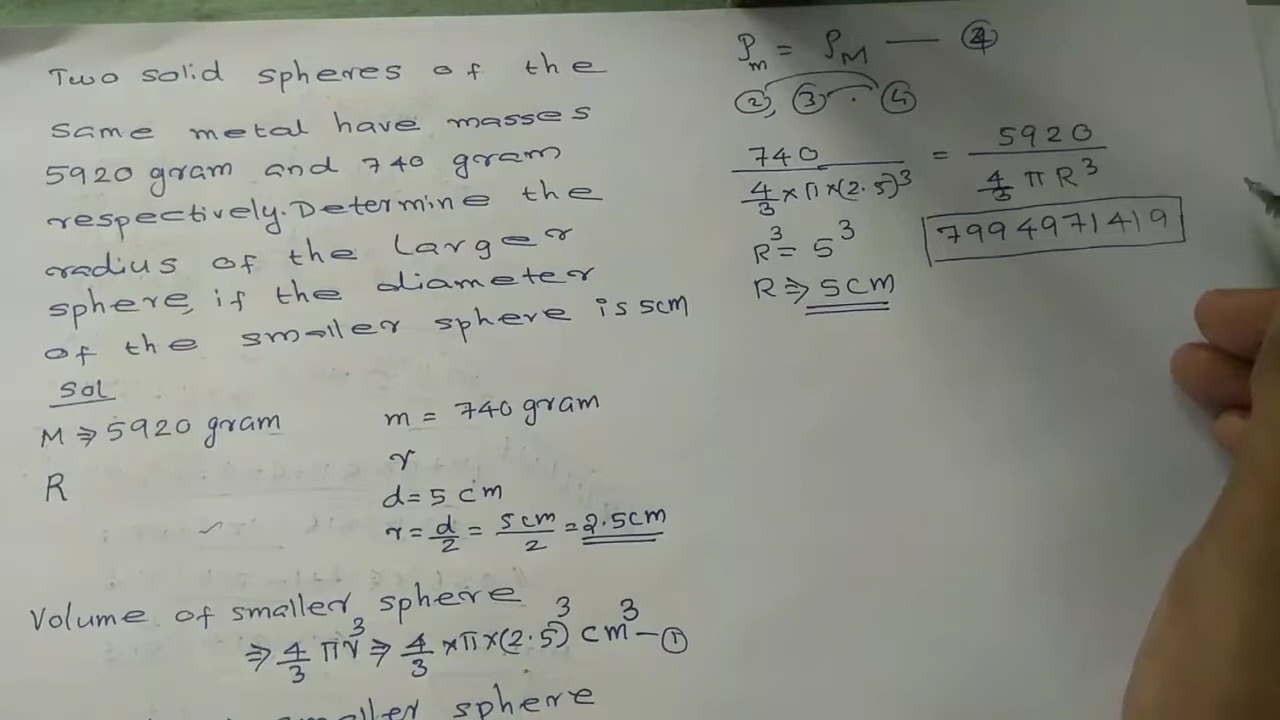 Two solid spheres of the
same metal have masses
5920 gram and 740 gram
respectively. Determine the
radius of the larger
sphere, if the diameter
of the smaller sphere is 5cm
Sol
M ⇒ 5920 gram
R
m = 740 gram
r
d = 5 cm
r = d/2 = 5cm/2 = 2.5cm
Volume of smaller sphere
⇒ 4/3 πr³ ⇒ 4/3 × π × (2.5)³ cm³ — ①
smaller sphere
ρm = ρM — ④
②, ③ . ④
740 / 4/3 × π × (2.5)³ = 5920 / 4/3 π R³
R³ = 5³
R ⇒ 5cm
7994971419